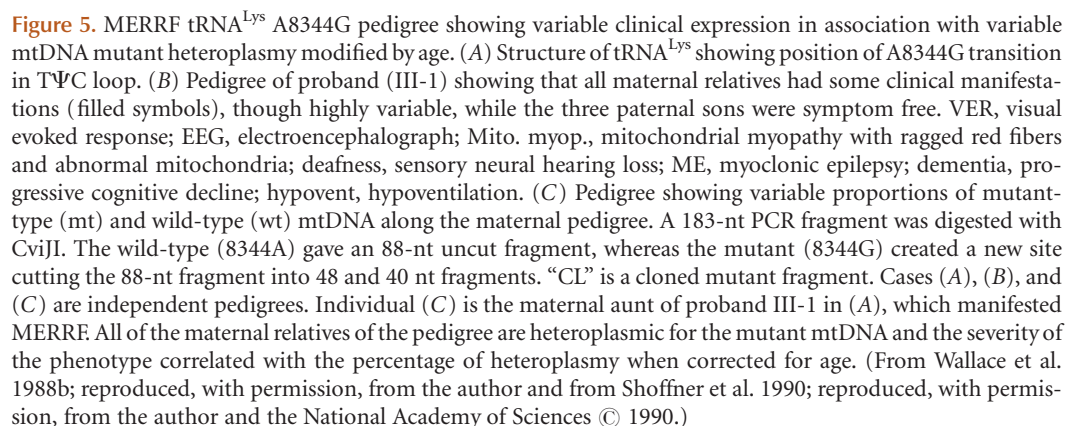 Figure 5. MERRF tRNA^Lys A8344G pedigree showing variable clinical expression in association with variable
mtDNA mutant heteroplasmy modified by age. (A) Structure of tRNA^Lys showing position of A8344G transition
in TΨC loop. (B) Pedigree of proband (III-1) showing that all maternal relatives had some clinical manifesta-
tions (filled symbols), though highly variable, while the three paternal sons were symptom free. VER, visual
evoked response; EEG, electroencephalograph; Mito. myop., mitochondrial myopathy with ragged red fibers
and abnormal mitochondria; deafness, sensory neural hearing loss; ME, myoclonic epilepsy; dementia, pro-
gressive cognitive decline; hypovent, hypoventilation. (C) Pedigree showing variable proportions of mutant-
type (mt) and wild-type (wt) mtDNA along the maternal pedigree. A 183-nt PCR fragment was digested with
CviJI. The wild-type (8344A) gave an 88-nt uncut fragment, whereas the mutant (8344G) created a new site
cutting the 88-nt fragment into 48 and 40 nt fragments. “CL” is a cloned mutant fragment. Cases (A), (B), and
(C) are independent pedigrees. Individual (C) is the maternal aunt of proband III-1 in (A), which manifested
MERRF. All of the maternal relatives of the pedigree are heteroplasmic for the mutant mtDNA and the severity of
the phenotype correlated with the percentage of heteroplasmy when corrected for age. (From Wallace et al.
1988b; reproduced, with permission, from the author and from Shoffner et al. 1990; reproduced, with permis-
sion, from the author and the National Academy of Sciences © 1990.)